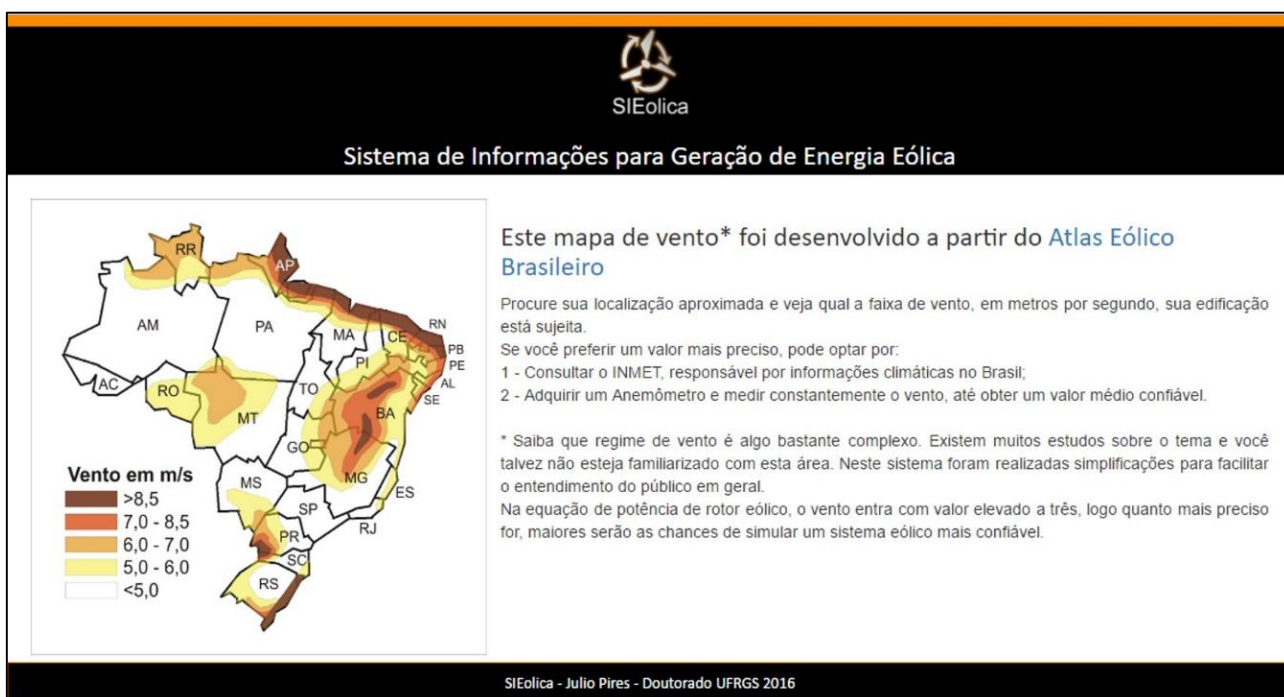 SIEolica
Sistema de Informações para Geração de Energia Eólica
RR
AP
AM
PA
MA
CE
RN
PB
PE
AL
SE
PI
AC
RO
TO
BA
MT
GO
MG
ES
MS
SP
RJ
PR
SC
RS
Vento em m/s
>8,5
7,0 - 8,5
6,0 - 7,0
5,0 - 6,0
<5,0
Este mapa de vento* foi desenvolvido a partir do Atlas Eólico
Brasileiro
Procure sua localização aproximada e veja qual a faixa de vento, em metros por segundo, sua edificação
está sujeita.
Se você preferir um valor mais preciso, pode optar por:
1 - Consultar o INMET, responsável por informações climáticas no Brasil;
2 - Adquirir um Anemômetro e medir constantemente o vento, até obter um valor médio confiável.
* Saiba que regime de vento é algo bastante complexo. Existem muitos estudos sobre o tema e você
talvez não esteja familiarizado com esta área. Neste sistema foram realizadas simplificações para facilitar
o entendimento do público em geral.
Na equação de potência de rotor eólico, o vento entra com valor elevado a três, logo quanto mais preciso
for, maiores serão as chances de simular um sistema eólico mais confiável.
SIEolica - Julio Pires - Doutorado UFRGS 2016